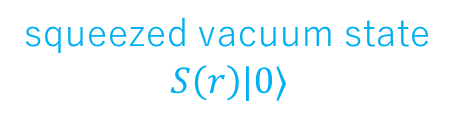 squeezed vacuum state
S(r)|0⟩